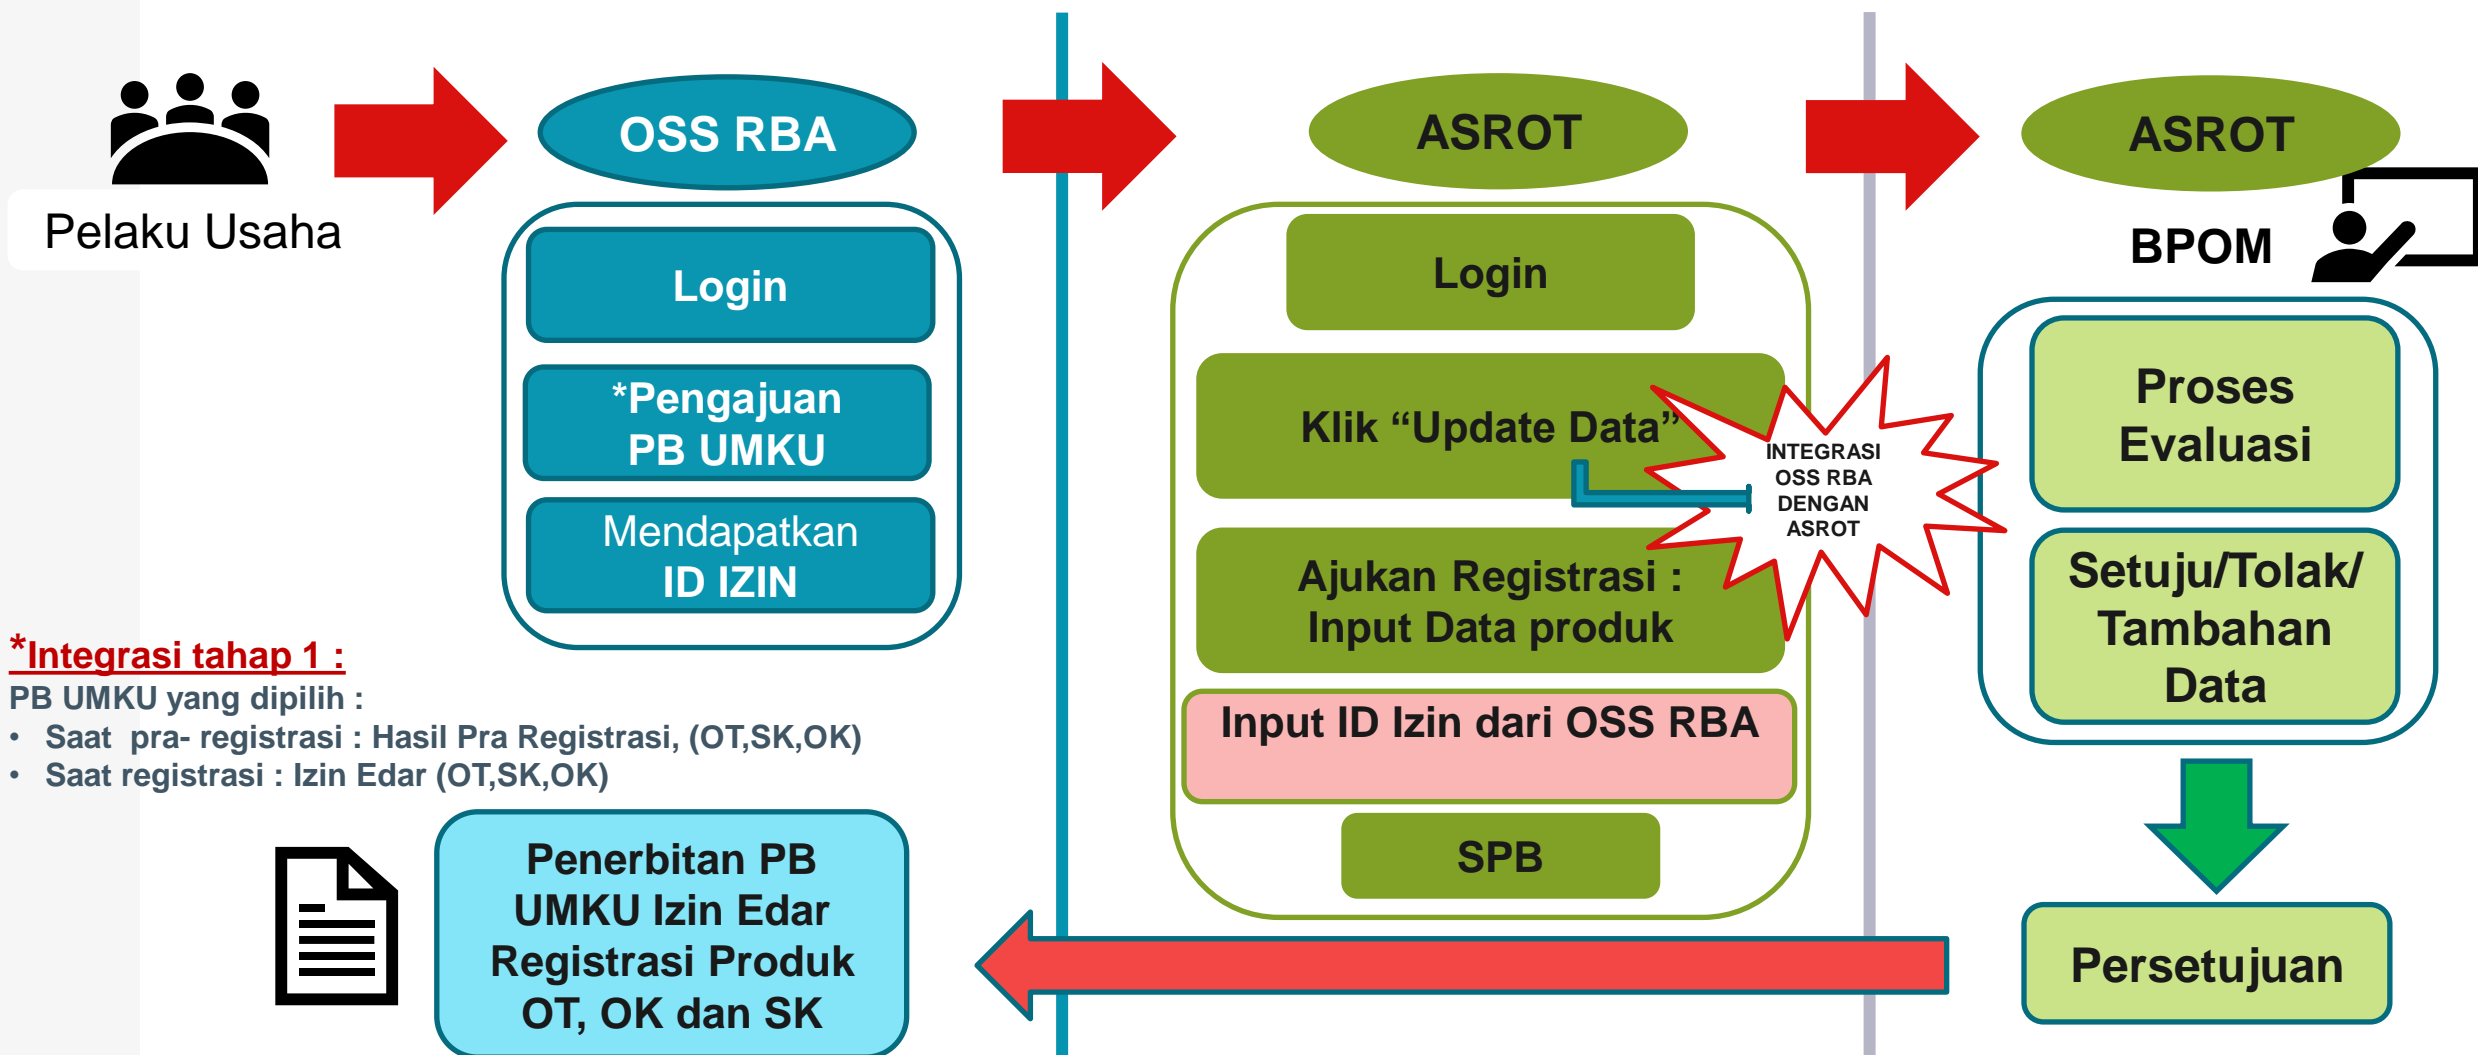 Pelaku Usaha
OSS RBA
Login
*Pengajuan
PB UMKU
Mendapatkan
ID IZIN
*Integrasi tahap 1 :
PB UMKU yang dipilih :
• Saat pra- registrasi : Hasil Pra Registrasi, (OT,SK,OK)
• Saat registrasi : Izin Edar (OT,SK,OK)
Penerbitan PB
UMKU Izin Edar
Registrasi Produk
OT, OK dan SK
ASROT
Login
Klik “Update Data”
INTEGRASI
OSS RBA
DENGAN
ASROT
Ajukan Registrasi :
Input Data produk
Input ID Izin dari OSS RBA
SPB
ASROT
BPOM
Proses
Evaluasi
Setuju/Tolak/
Tambahan
Data
Persetujuan